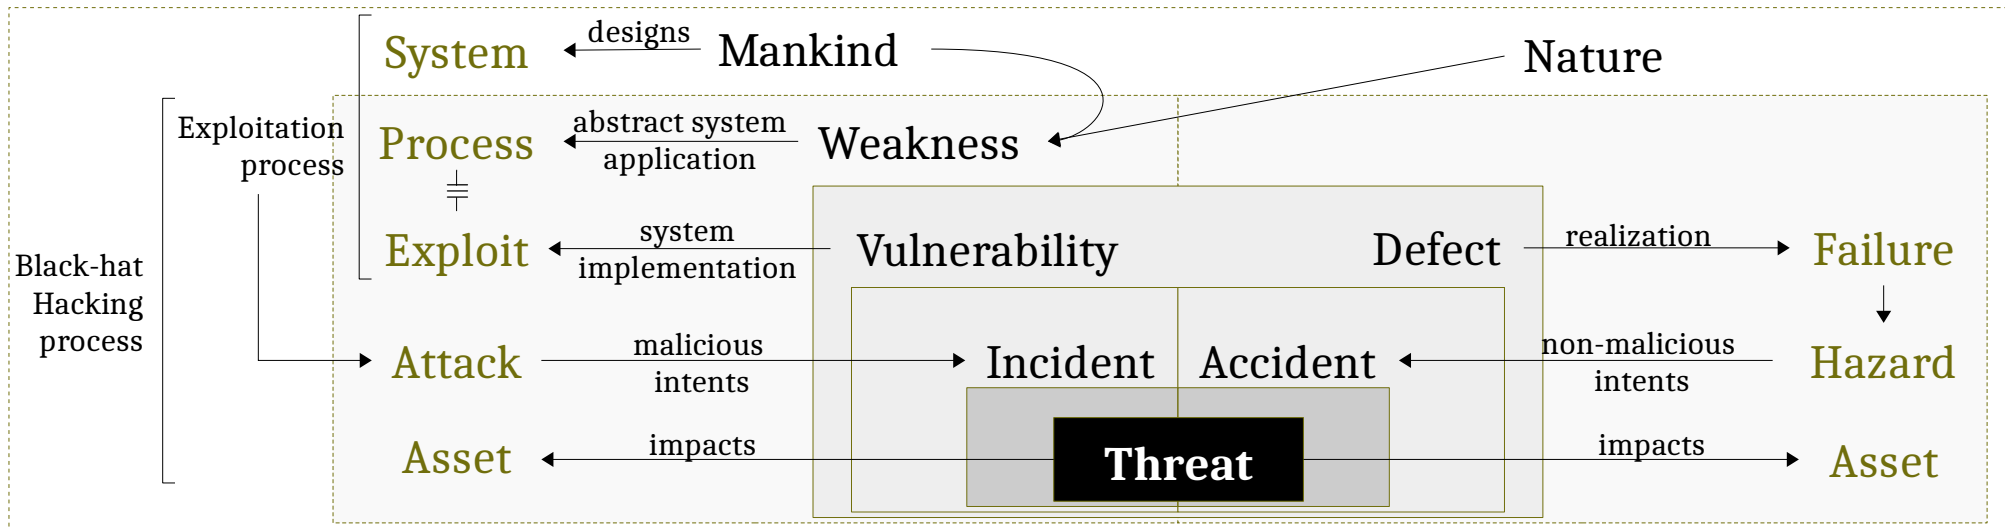 System
designs
Mankind
Nature
Exploitation
process
Process
abstract system
application
Weakness
Black-hat
Hacking
process
Exploit
system
implementation
Vulnerability
Defect
realization
Failure
Attack
malicious
intents
Incident
Accident
non-malicious
intents
Hazard
Asset
impacts
Threat
impacts
Asset